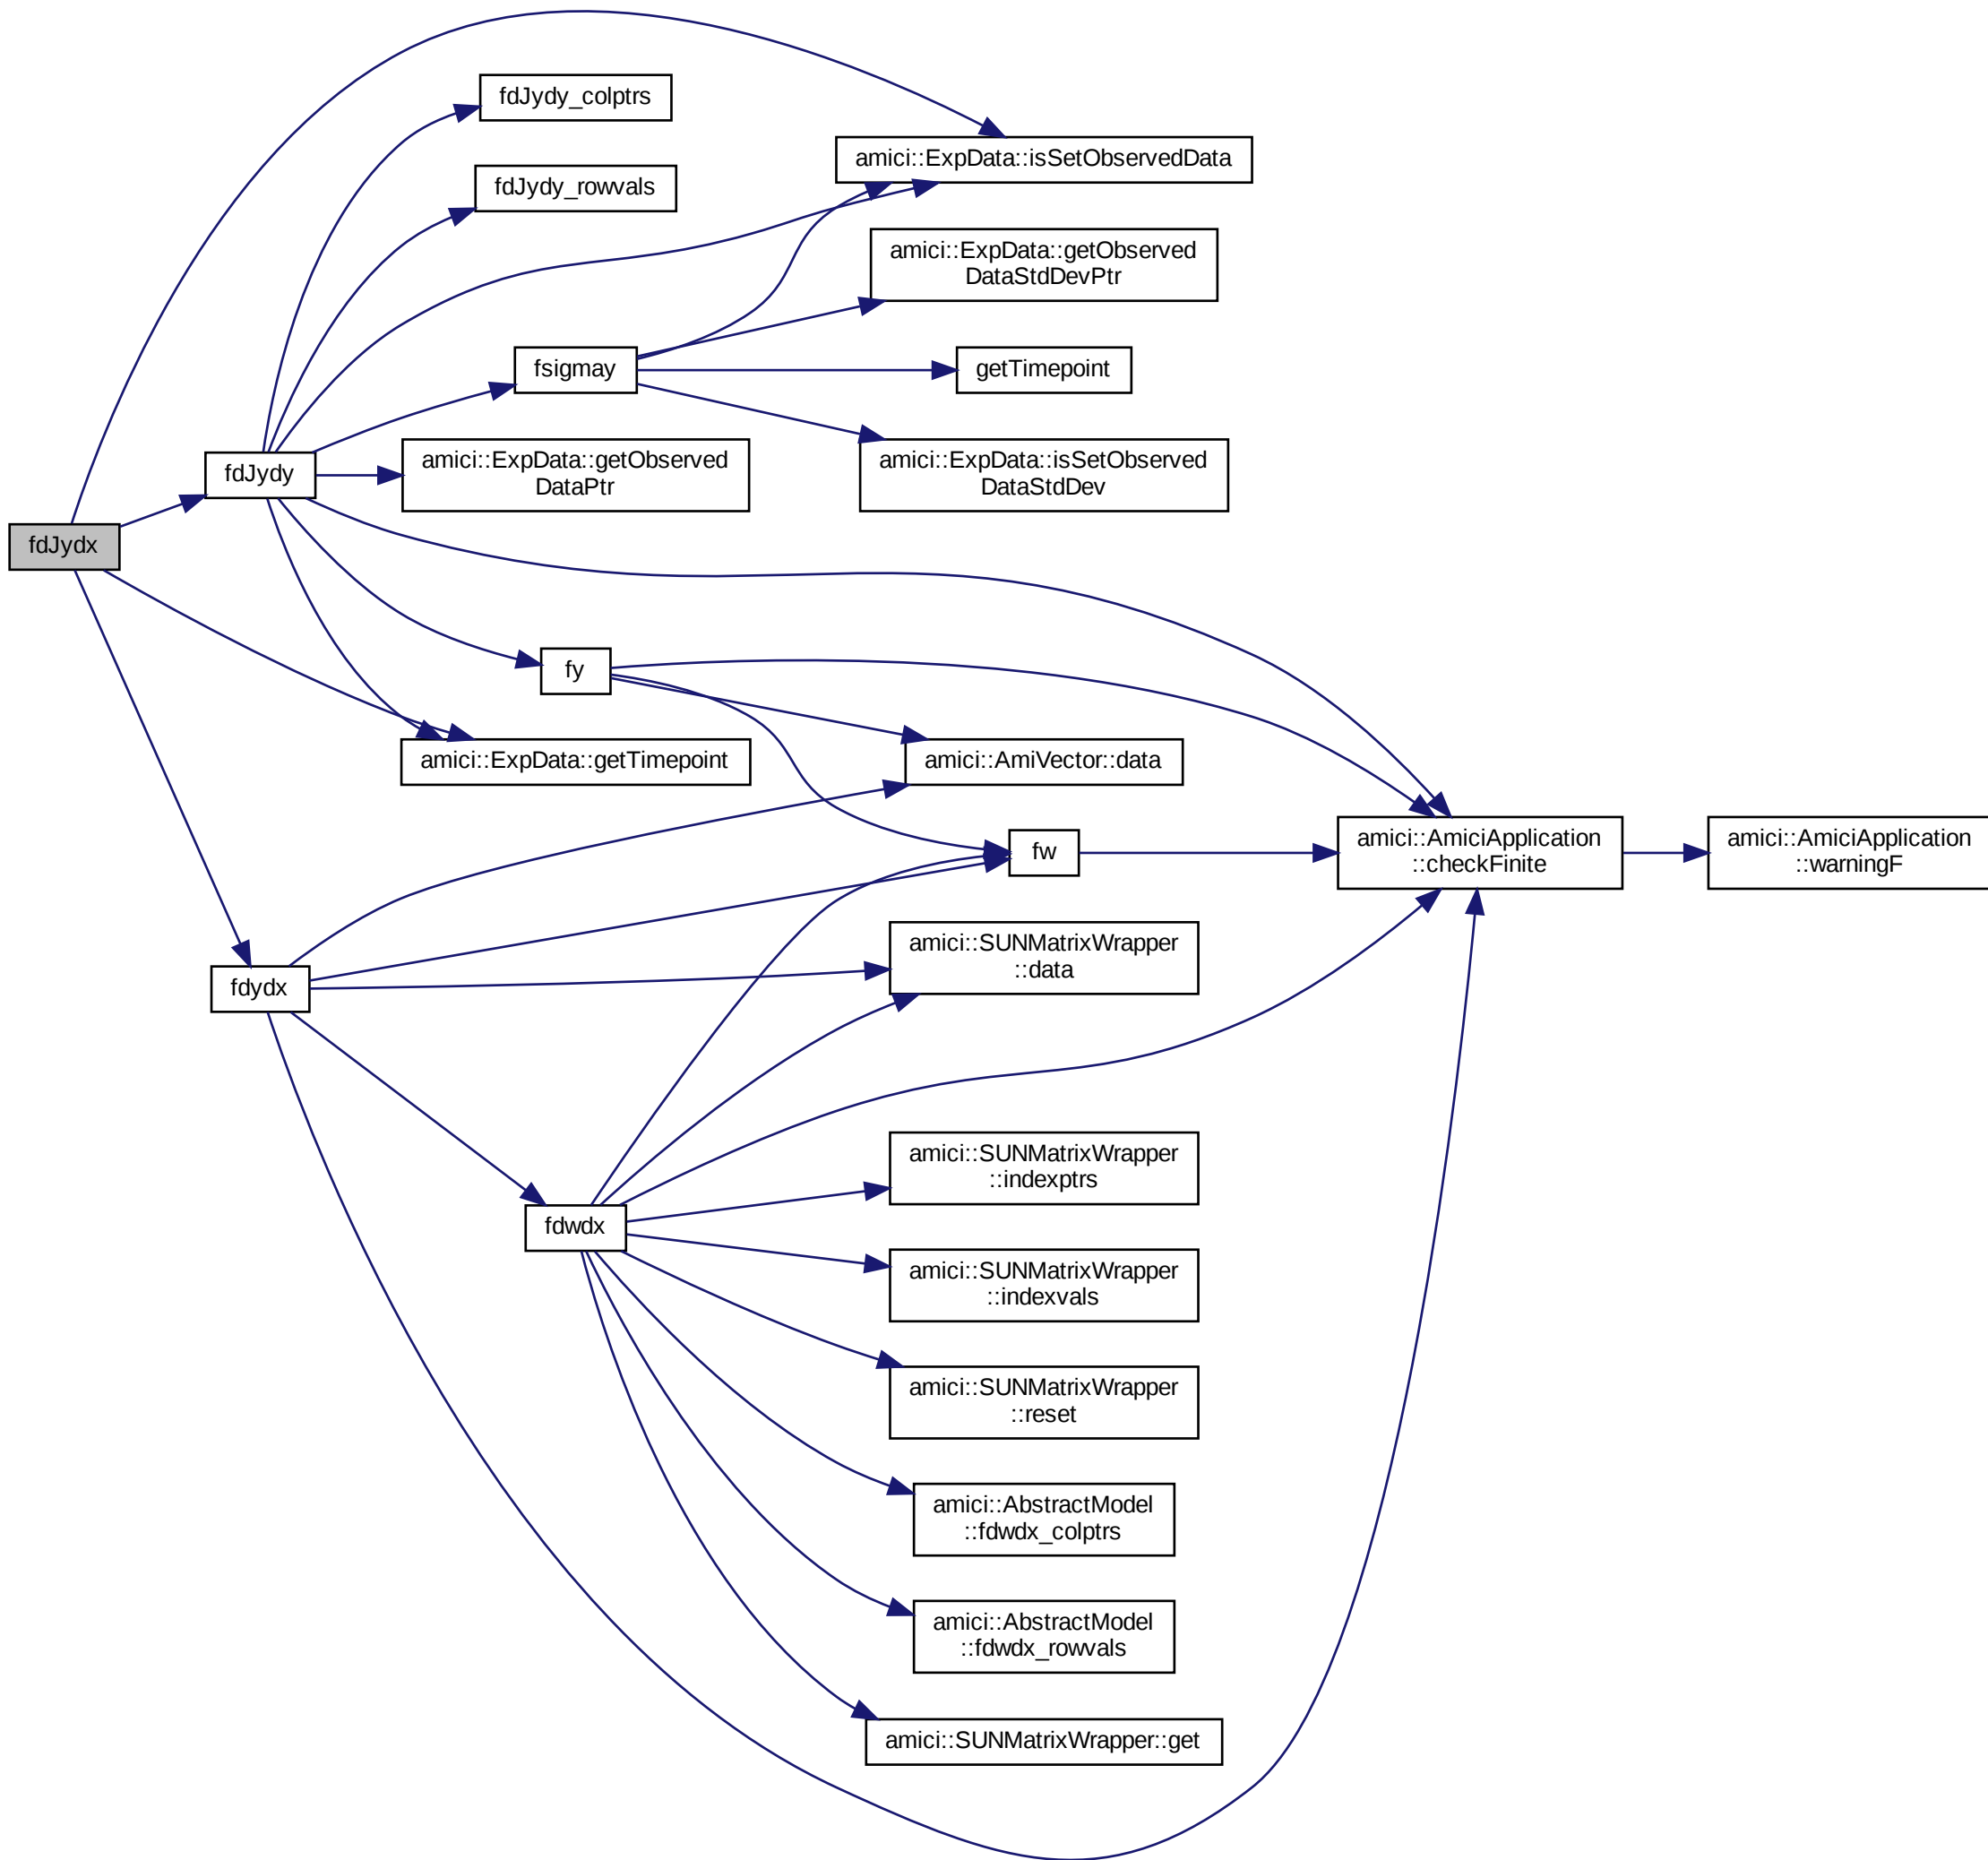 fdJydy_colptrs
amici::ExpData::isSetObservedData
fdJydy_rowvals
amici::ExpData::getObserved
DataStdDevPtr
fsigmay
getTimepoint
fdJydy
amici::ExpData::getObserved
DataPtr
amici::ExpData::isSetObserved
DataStdDev
fdJydx
fy
amici::ExpData::getTimepoint
amici::AmiVector::data
fw
amici::AmiciApplication
::checkFinite
amici::AmiciApplication
::warningF
fdydx
amici::SUNMatrixWrapper
::data
amici::SUNMatrixWrapper
::indexptrs
fdwdx
amici::SUNMatrixWrapper
::indexvals
amici::SUNMatrixWrapper
::reset
amici::AbstractModel
::fdwdx_colptrs
amici::AbstractModel
::fdwdx_rowvals
amici::SUNMatrixWrapper::get